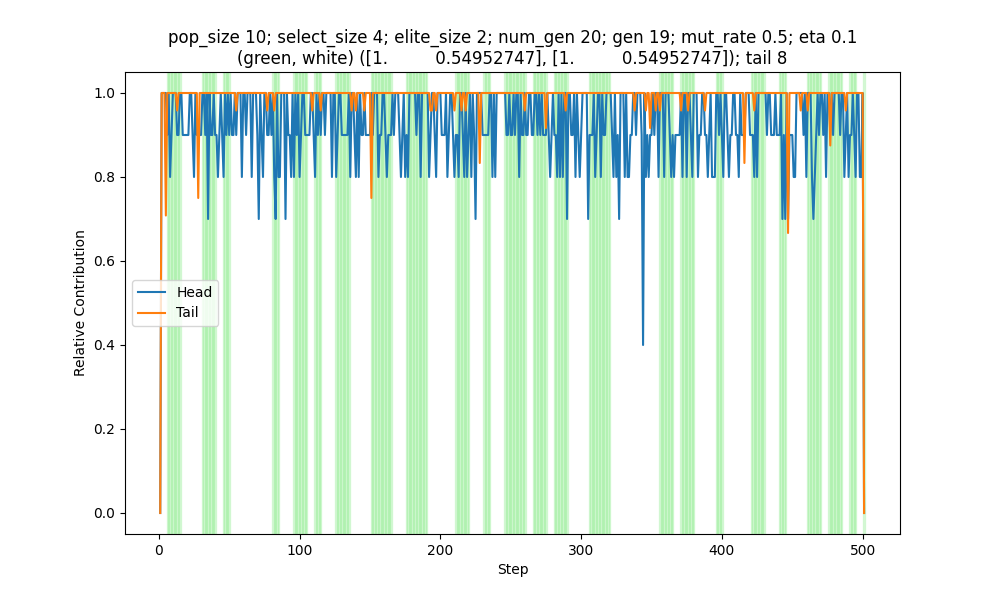 pop_size 10; select_size 4; elite_size 2; num_gen 20; gen 19; mut_rate 0.5; eta 0.1
(green, white) ([1. 0.54952747], [1. 0.54952747]); tail 8
1.0
0.8
0.6
0.4
0.2
0.0
Relative Contribution
Head
Tail
0
100
200
300
400
500
Step